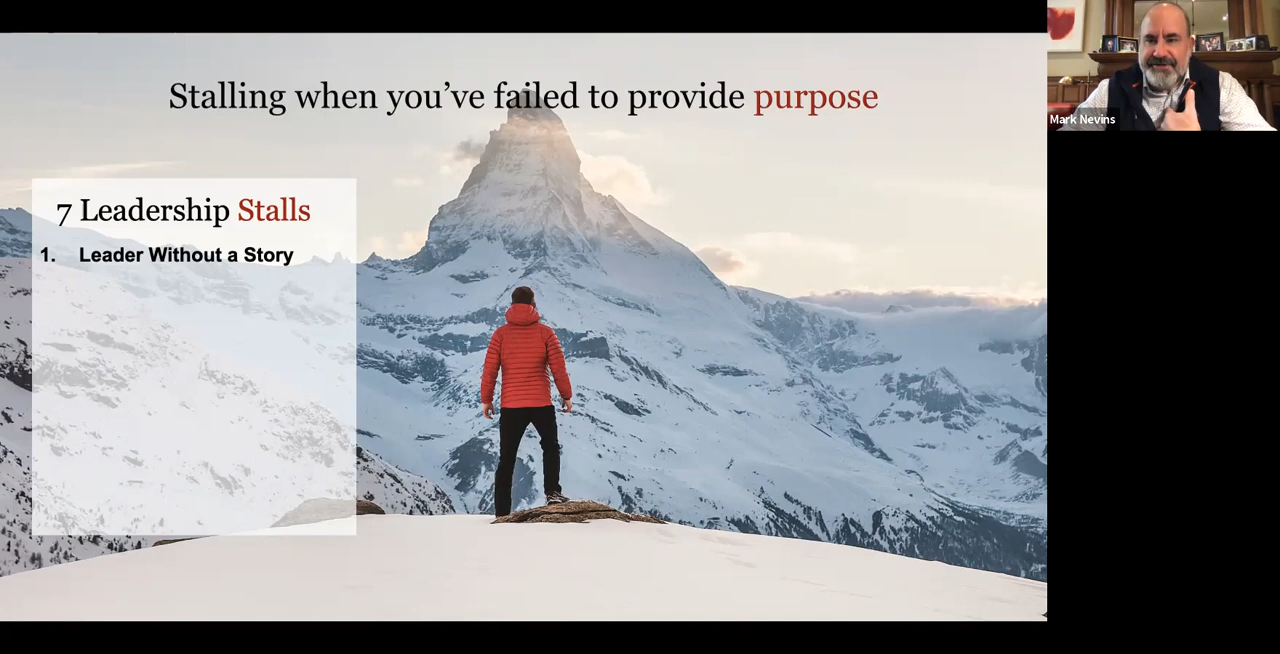 Stalling when you’ve failed to provide purpose
7 Leadership Stalls
1. Leader Without a Story
Mark Nevins